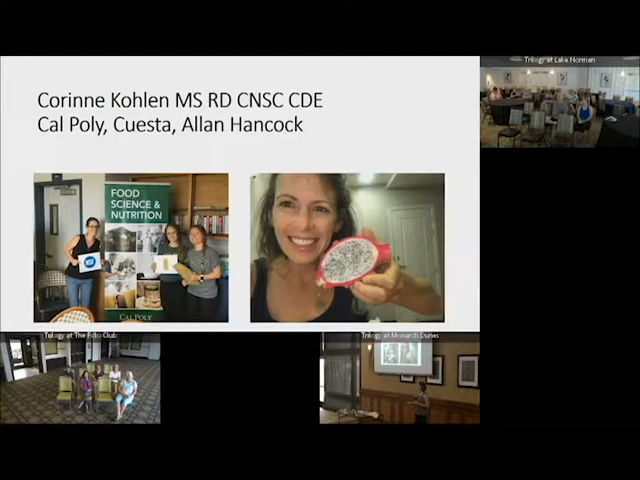 Corinne Kohlen MS RD CNSC CDE
Cal Poly, Cuesta, Allan Hancock
FOOD
SCIENCE &
NUTRITION
CAL POLY
Trilogy at Lake Norman
Trilogy at The Polo Club
Trilogy at Monarch Dunes